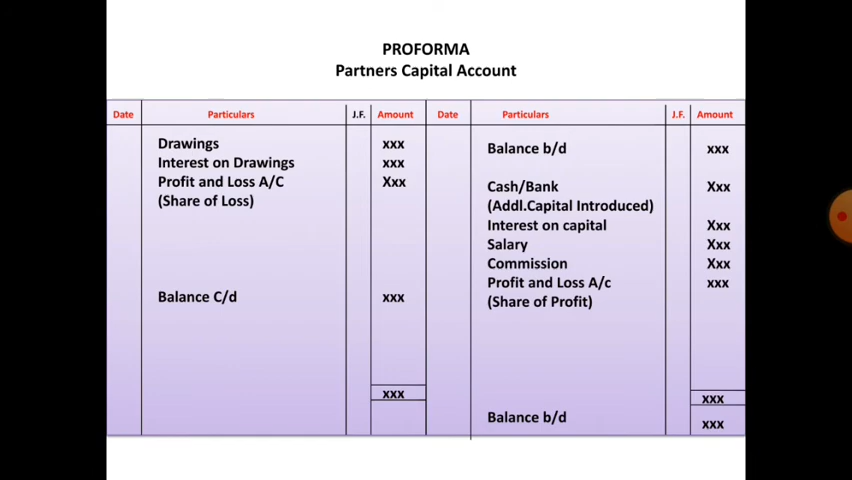 PROFORMA
Partners Capital Account
Date Particulars J.F. Amount Date Particulars J.F. Amount
Drawings xxx
Interest on Drawings xxx
Profit and Loss A/C Xxx
(Share of Loss)
Balance C/d xxx
xxx
Balance b/d xxx
Cash/Bank Xxx
(Addl.Capital Introduced)
Interest on capital Xxx
Salary Xxx
Commission Xxx
Profit and Loss A/c xxx
(Share of Profit)
xxx
Balance b/d xxx